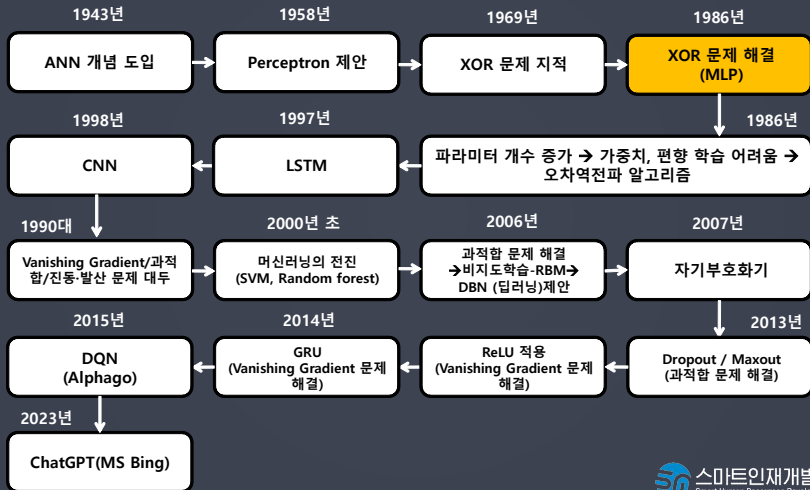 1943년
1958년
1969년
1986년
ANN 개념 도입
Perceptron 제안
XOR 문제 지적
XOR 문제 해결
(MLP)
1998년
1997년
1986년
CNN
LSTM
파라미터 개수 증가 → 가중치, 편향 학습 어려움 →
오차역전파 알고리즘
1990대
2000년 초
2006년
2007년
Vanishing Gradient/과적
합/진동·발산 문제 대두
머신러닝의 전진
(SVM, Random forest)
과적합 문제 해결
→비지도학습-RBM→
DBN (딥러닝)제안
자기부호화기
2015년
2014년
2013년
DQN
(Alphago)
GRU
(Vanishing Gradient 문제
해결)
ReLU 적용
(Vanishing Gradient 문제
해결)
Dropout / Maxout
(과적합 문제 해결)
2023년
ChatGPT(MS Bing)
스마트인재개발